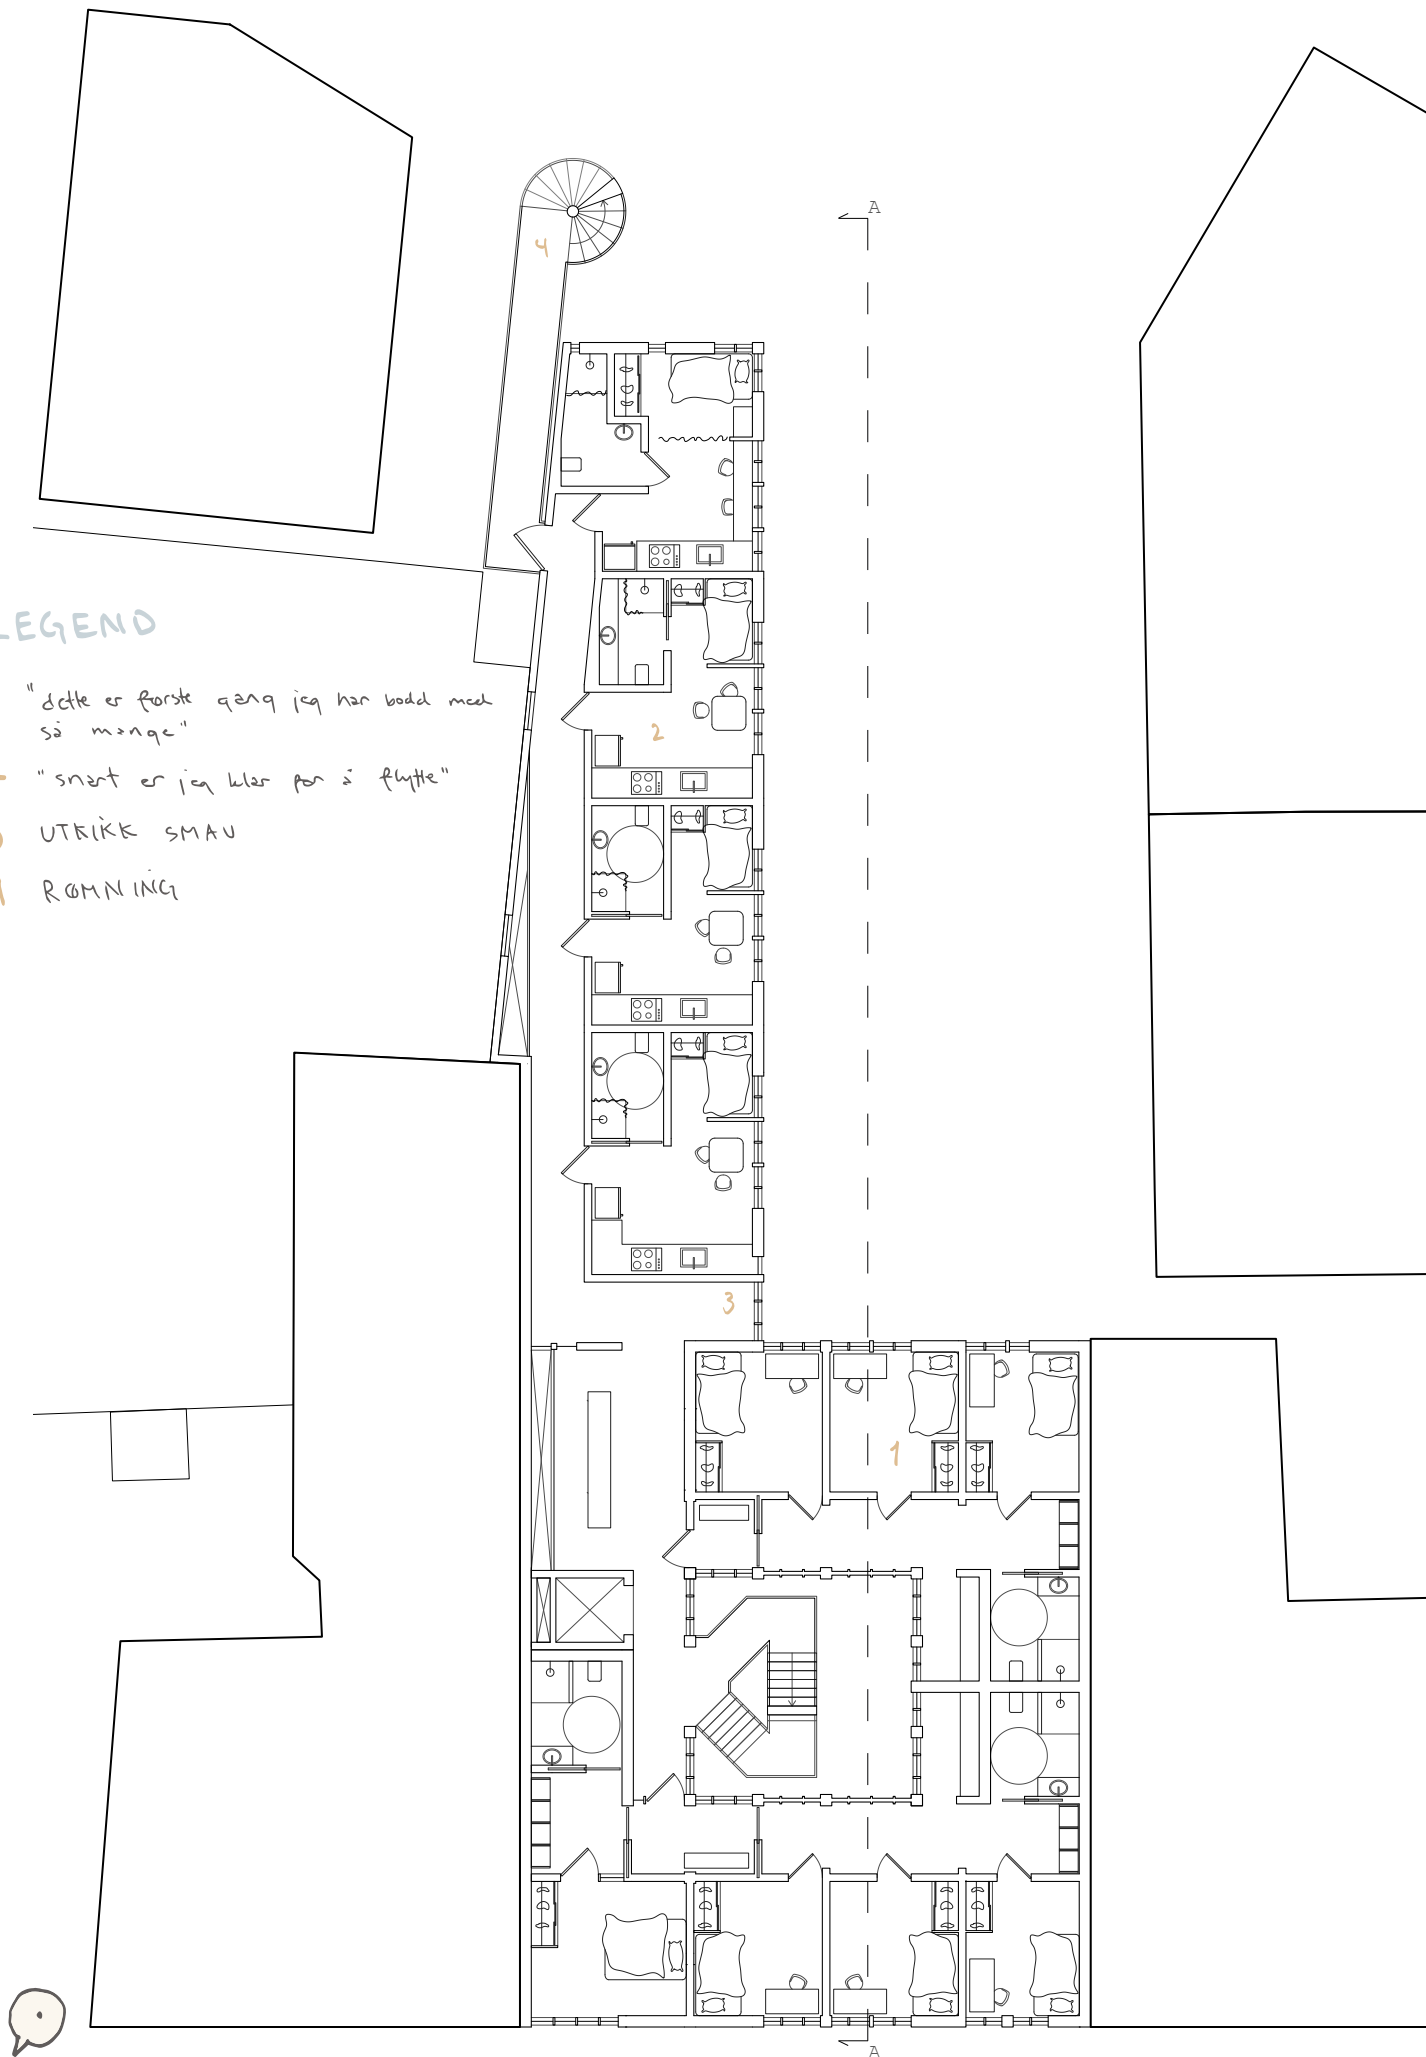 A
4
LEGEND
"dette er første gang jeg har bodd med
så mange"
2
"snart er jeg klar for å flytte"
UTKIKK SMAU
RØMNING
3
1
A